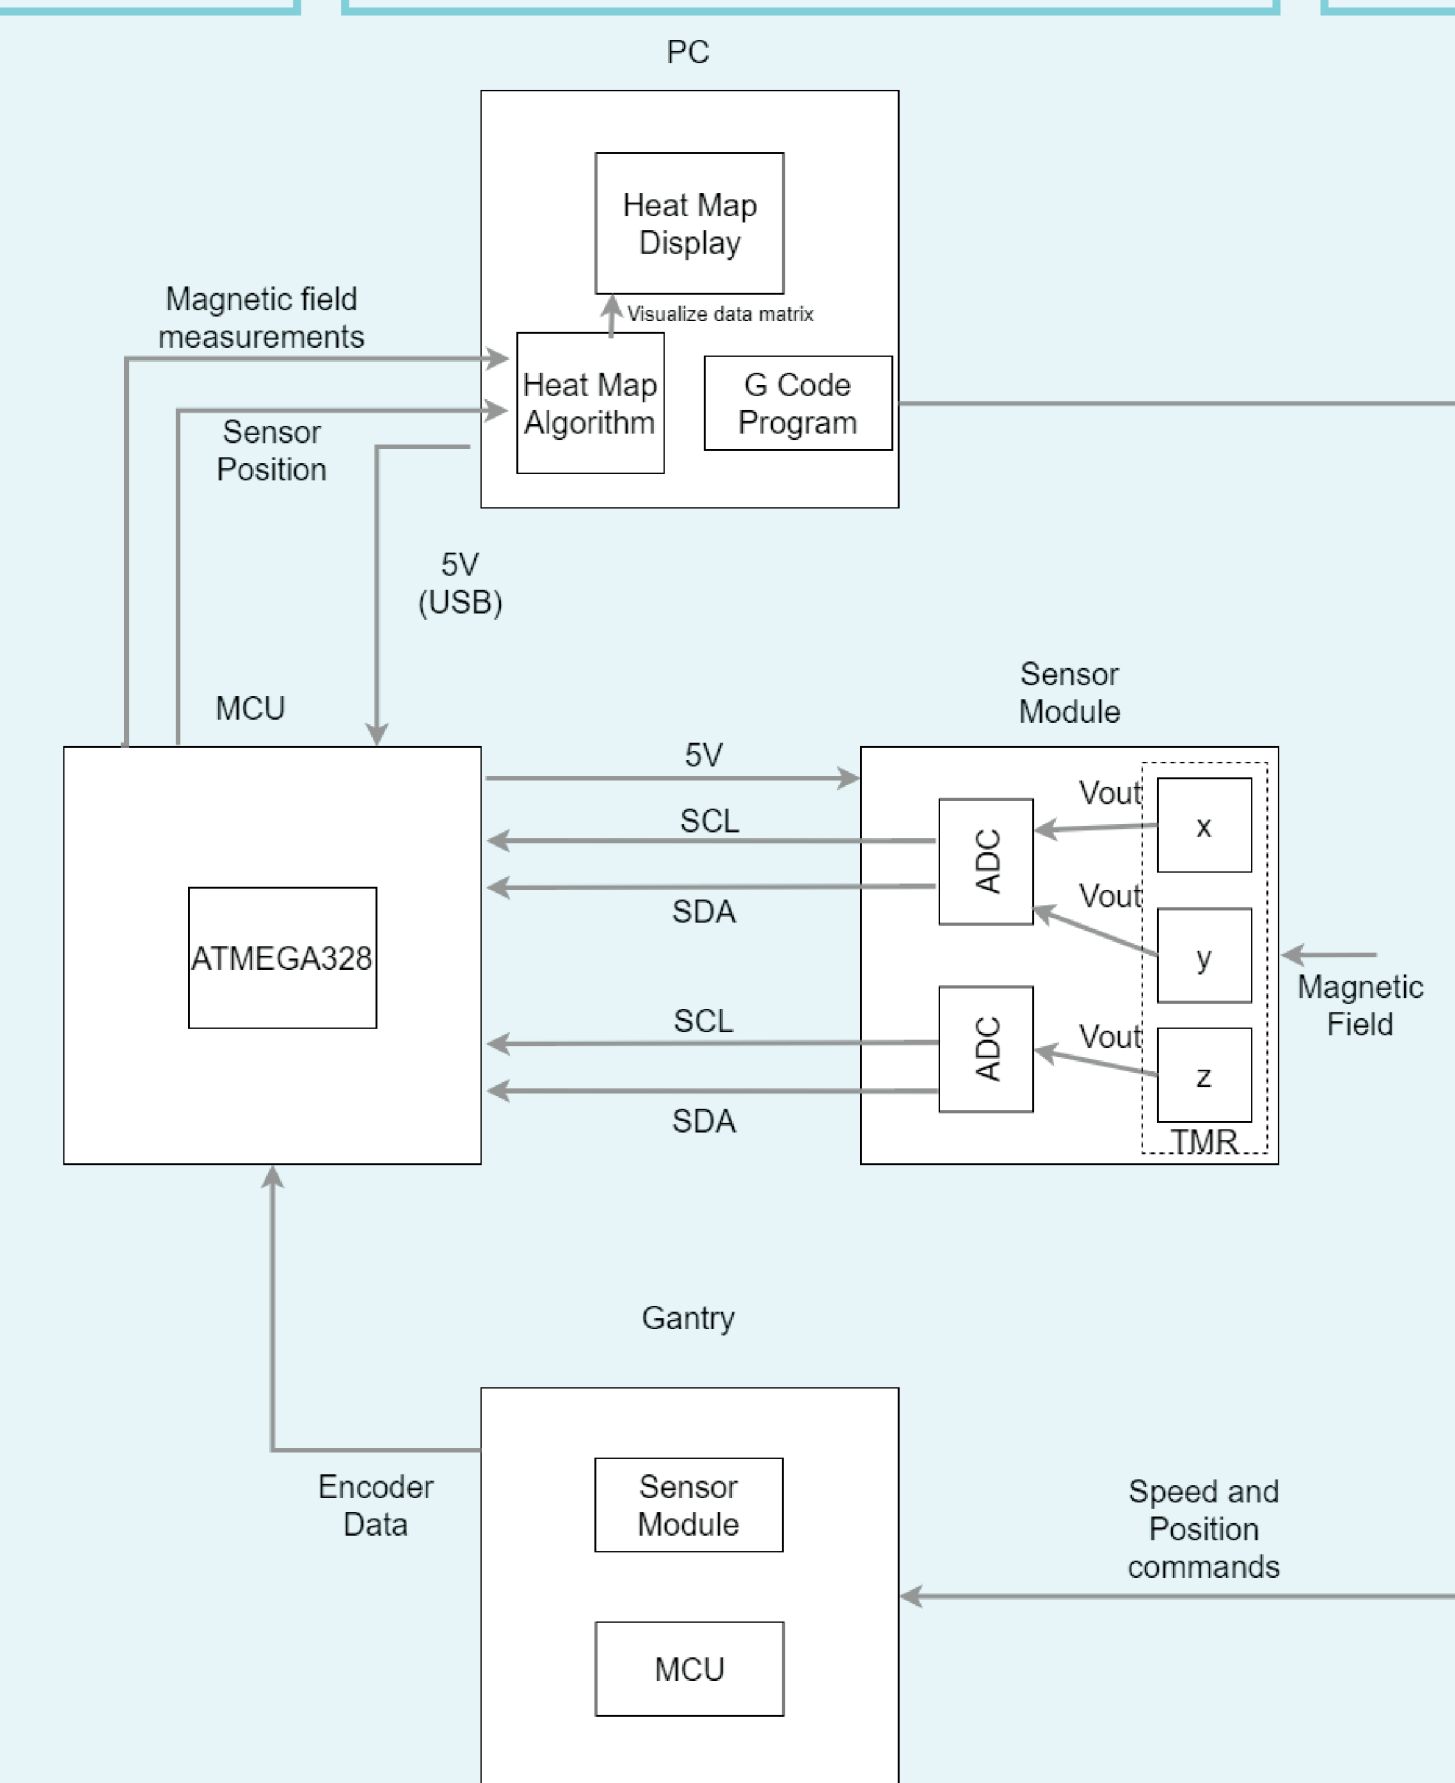 PC
Heat Map
Display
Visualize data matrix
Magnetic field
measurements
Heat Map
Algorithm
G Code
Program
Sensor
Position
5V
(USB)
MCU
Sensor
Module
5V
SCL
SDA
SCL
SDA
ATMEGA328
ADC
ADC
Vout
Vout
Vout
x
y
z
TMR
Magnetic
Field
Gantry
Encoder
Data
Sensor
Module
MCU
Speed and
Position
commands